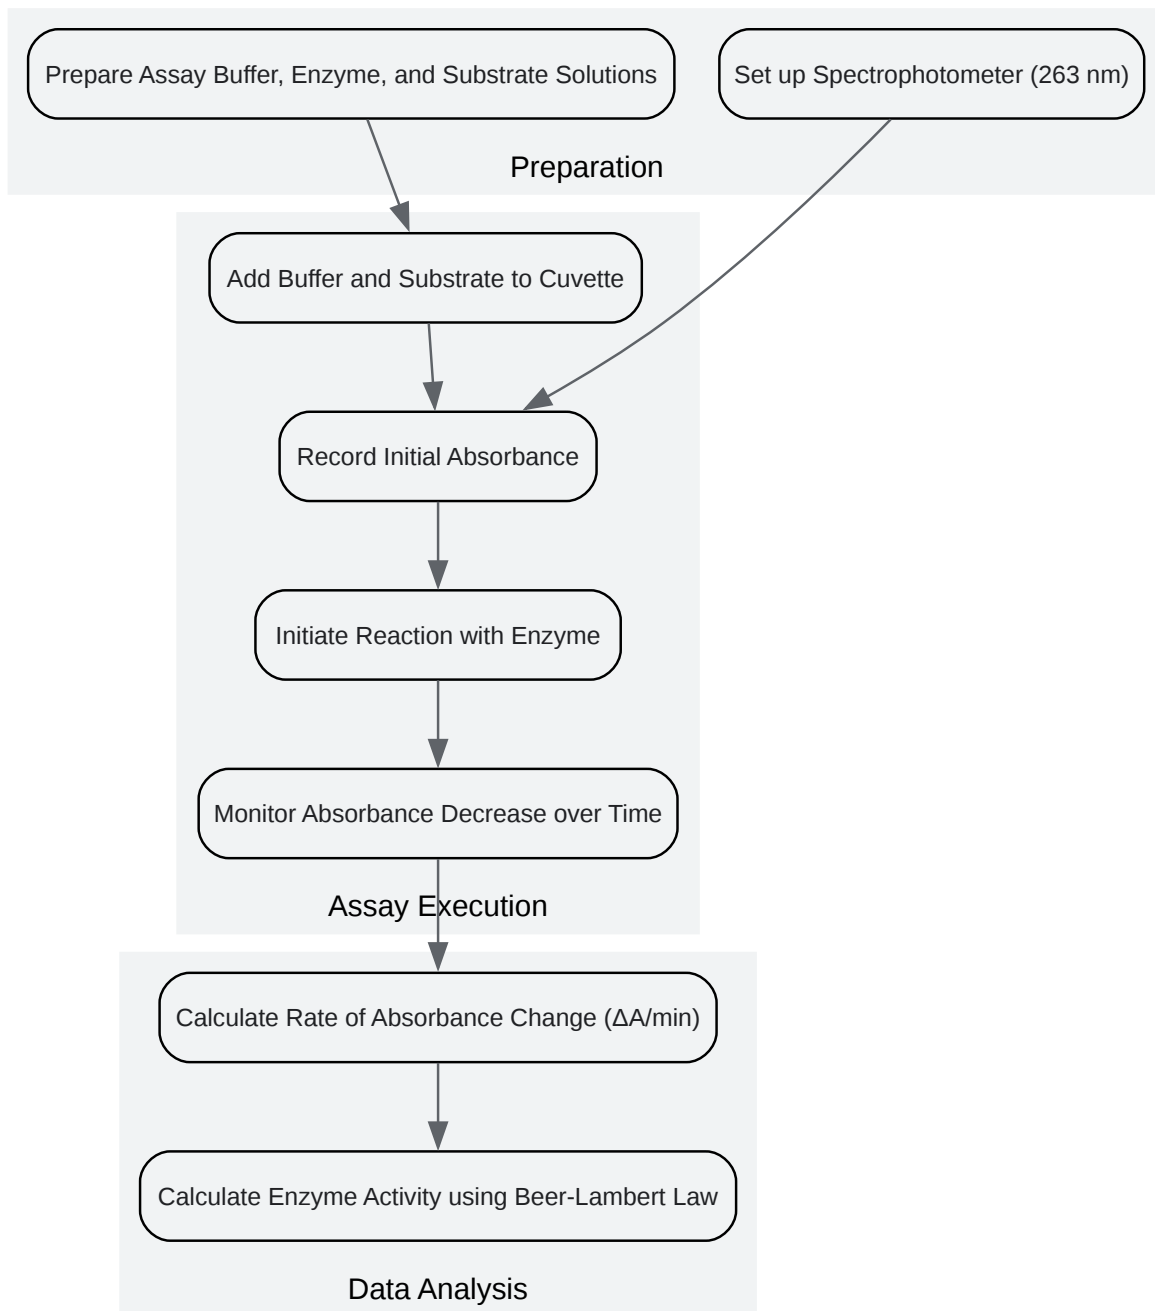 Prepare Assay Buffer, Enzyme, and Substrate Solutions
Set up Spectrophotometer (263 nm)
Preparation
Add Buffer and Substrate to Cuvette
Record Initial Absorbance
Initiate Reaction with Enzyme
Monitor Absorbance Decrease over Time
Assay Execution
Calculate Rate of Absorbance Change (ΔA/min)
Calculate Enzyme Activity using Beer-Lambert Law
Data Analysis